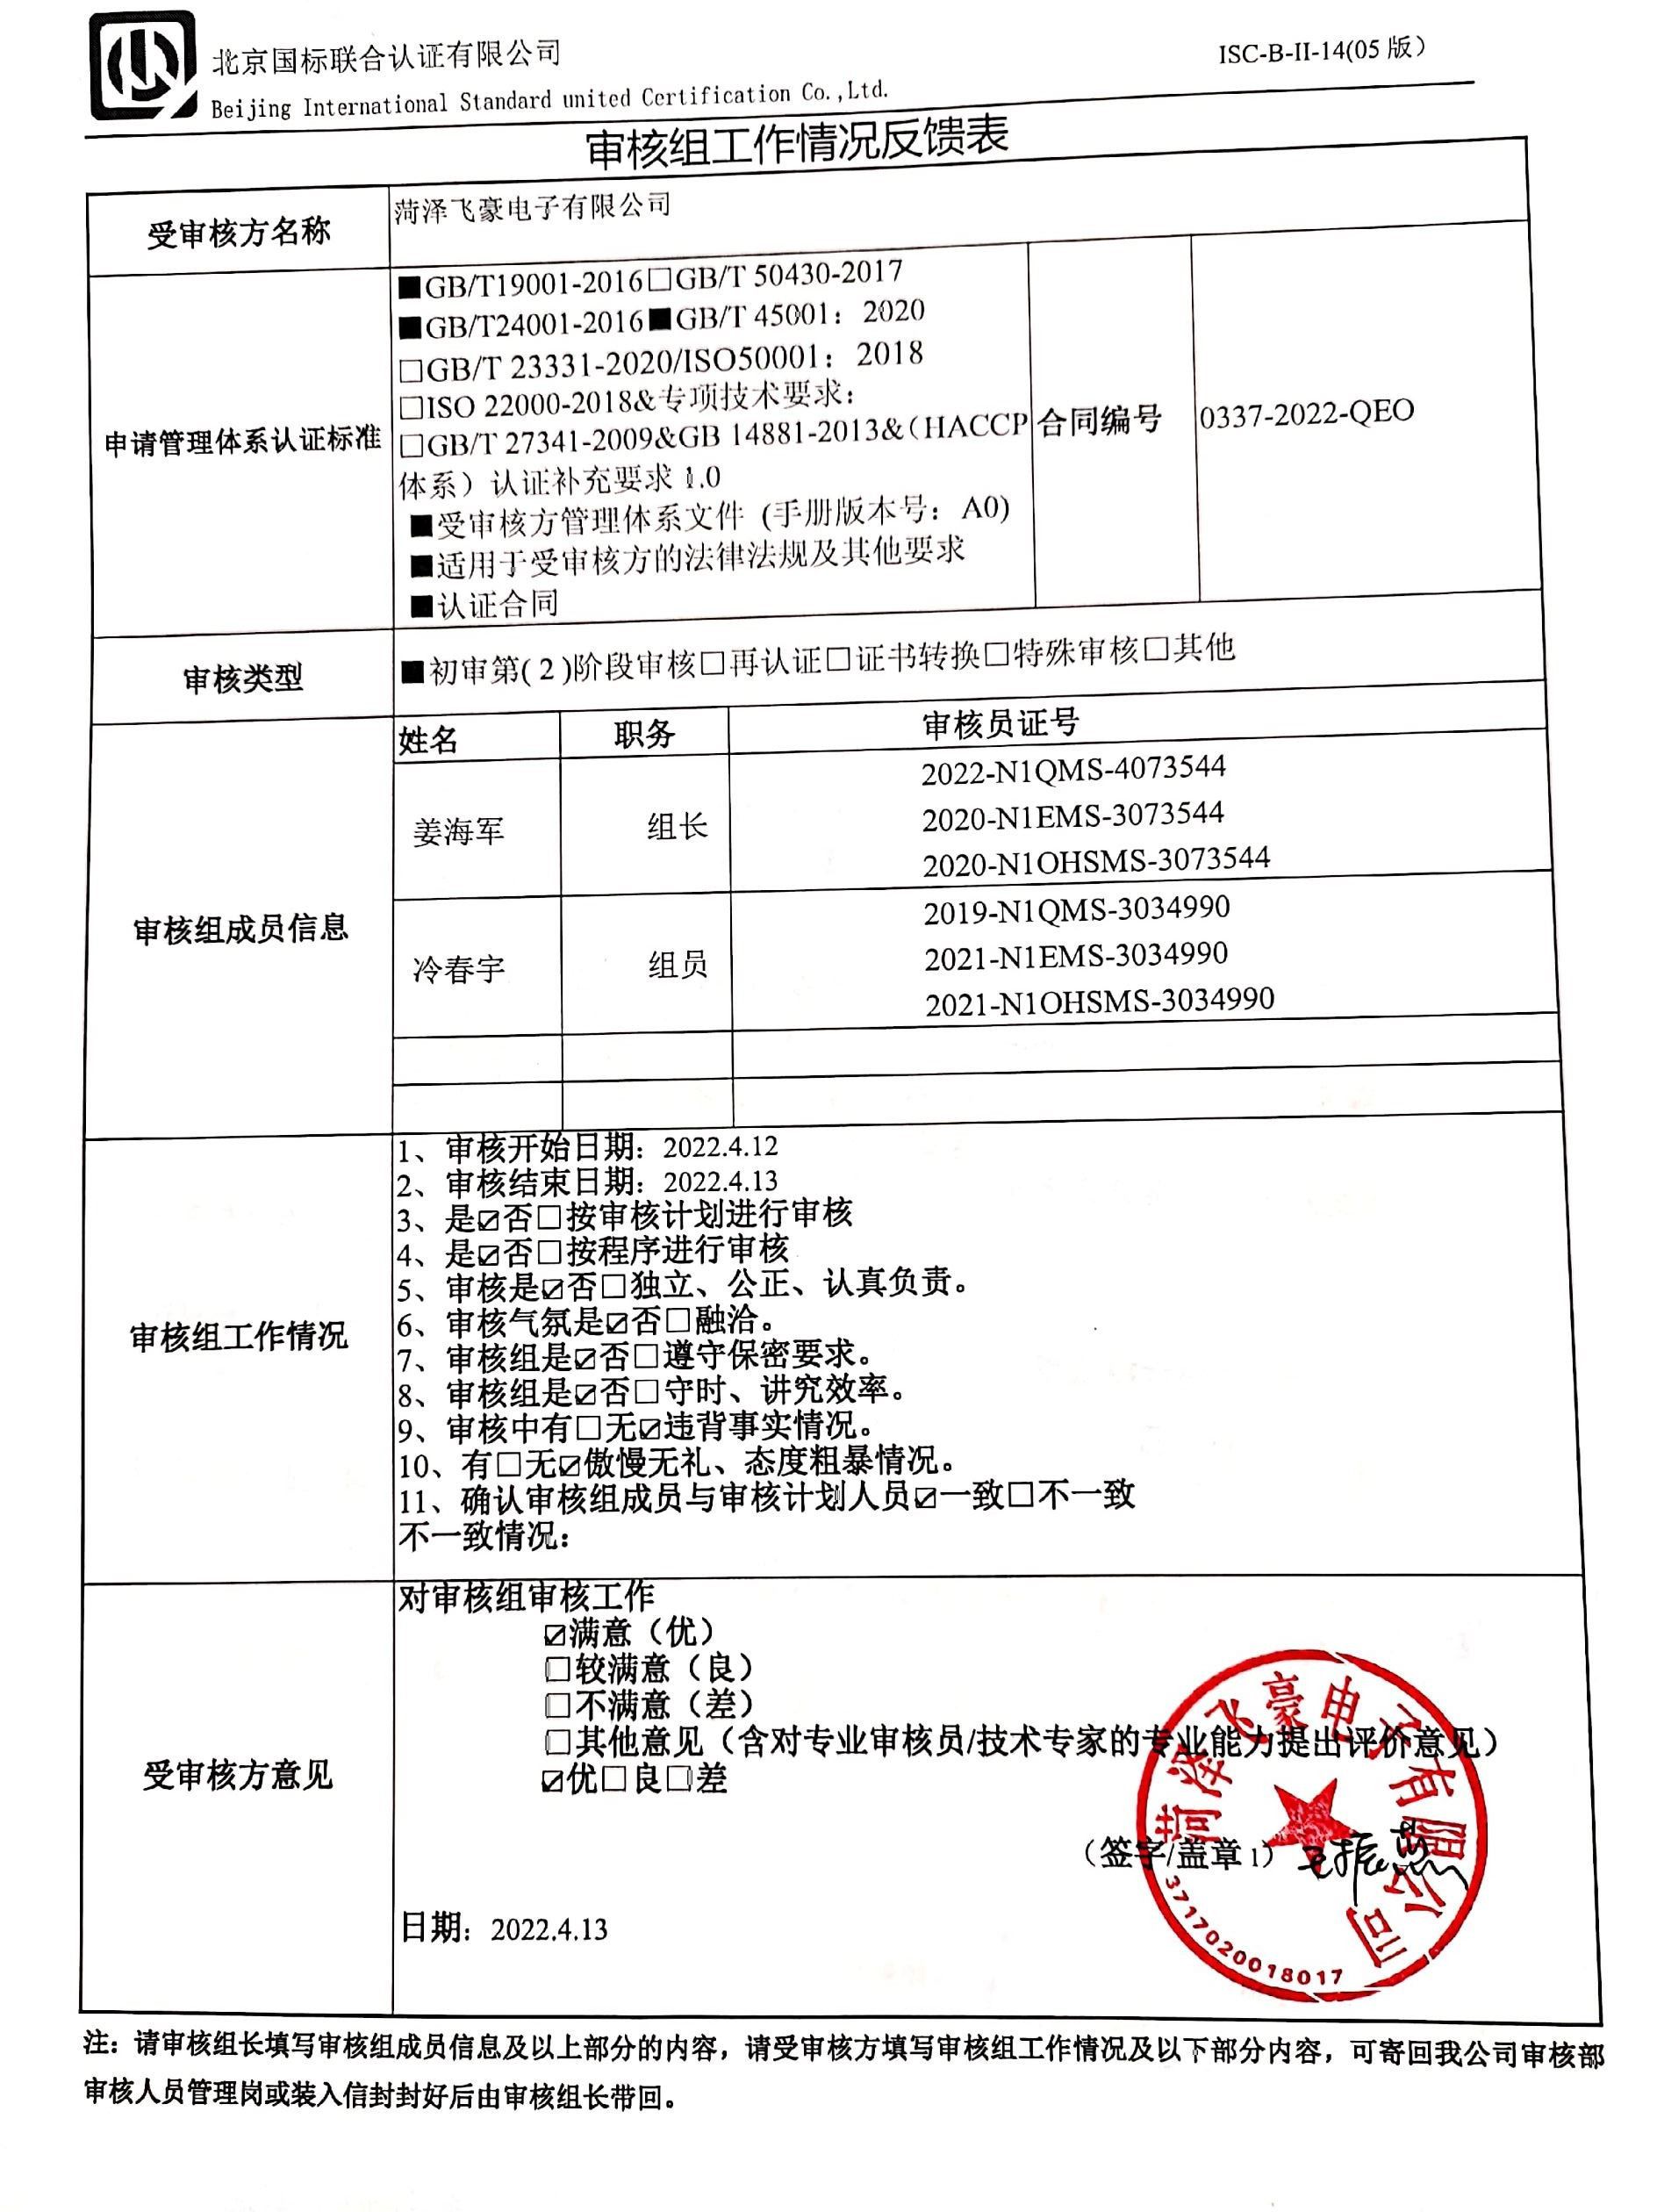 北京国标联合认证有限公司
ISC-B-II-14(05 版)
Beijing International Standard united Certification Co.,Ltd.
审核组工作情况反馈表
受审核方名称
菏泽飞豪电子有限公司
申请管理体系认证标准
■GB/T19001-2016□GB/T 50430-2017
■GB/T24001-2016■GB/T 45001：2020
□GB/T 23331-2020/ISO50001：2018
□ISO 22000-2018&专项技术要求：
□GB/T 27341-2009&GB 14881-2013&（HACCP
体系）认证补充要求 1.0
■受审核方管理体系文件 (手册版本号：A0)
■适用于受审核方的法律法规及其他要求
■认证合同
合同编号
0337-2022-QEO
审核类型
■初审第( 2 )阶段审核□再认证□证书转换□特殊审核□其他
审核组成员信息
姓名 职务 审核员证号
姜海军 组长
2022-N1QMS-4073544
2020-N1EMS-3073544
2020-N1OHSMS-3073544
冷春宇 组员
2019-N1QMS-3034990
2021-N1EMS-3034990
2021-N1OHSMS-3034990
审核组工作情况
1、审核开始日期：2022.4.12
2、审核结束日期：2022.4.13
3、是☑否□按审核计划进行审核
4、是☑否□按程序进行审核
5、审核是☑否□独立、公正、认真负责。
6、审核气氛是☑否□融洽。
7、审核组是☑否□遵守保密要求。
8、审核组是☑否□守时、讲究效率。
9、审核中有□无☑违背事实情况。
10、有□无☑傲慢无礼、态度粗暴情况。
11、确认审核组成员与审核计划人员☑一致□不一致
不一致情况：
受审核方意见
对审核组审核工作
☑满意（优）
□较满意（良）
□不满意（差）
□其他意见（含对专业审核员/技术专家的专业能力提出评价意见）
☑优□良□差
（签字/盖章1）
菏泽飞豪电子有限公司
3717020018017
日期：2022.4.13
注：请审核组长填写审核组成员信息及以上部分的内容，请受审核方填写审核组工作情况及以下部分内容，可寄回我公司审核部
审核人员管理岗或装入信封封好后由审核组长带回。